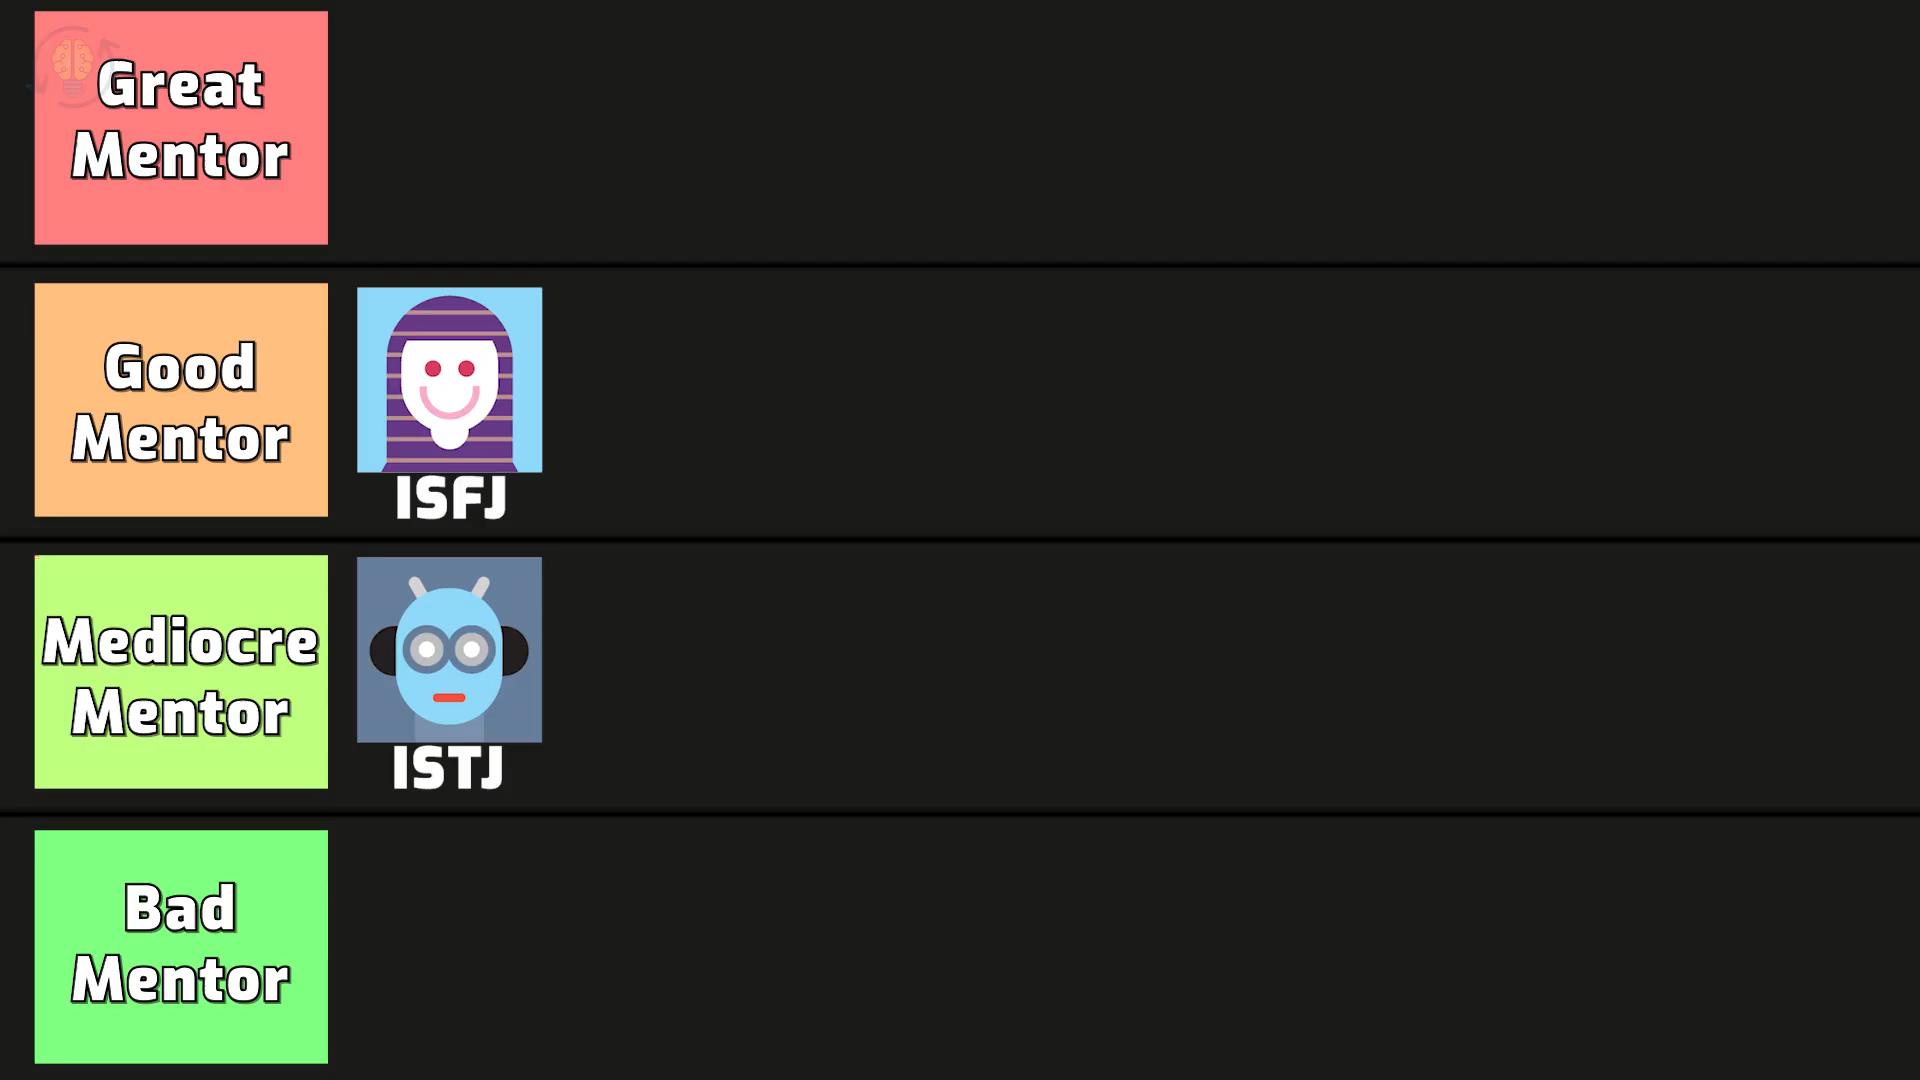 Great
Mentor
Good
Mentor
ISFJ
Mediocre
Mentor
ISTJ
Bad
Mentor